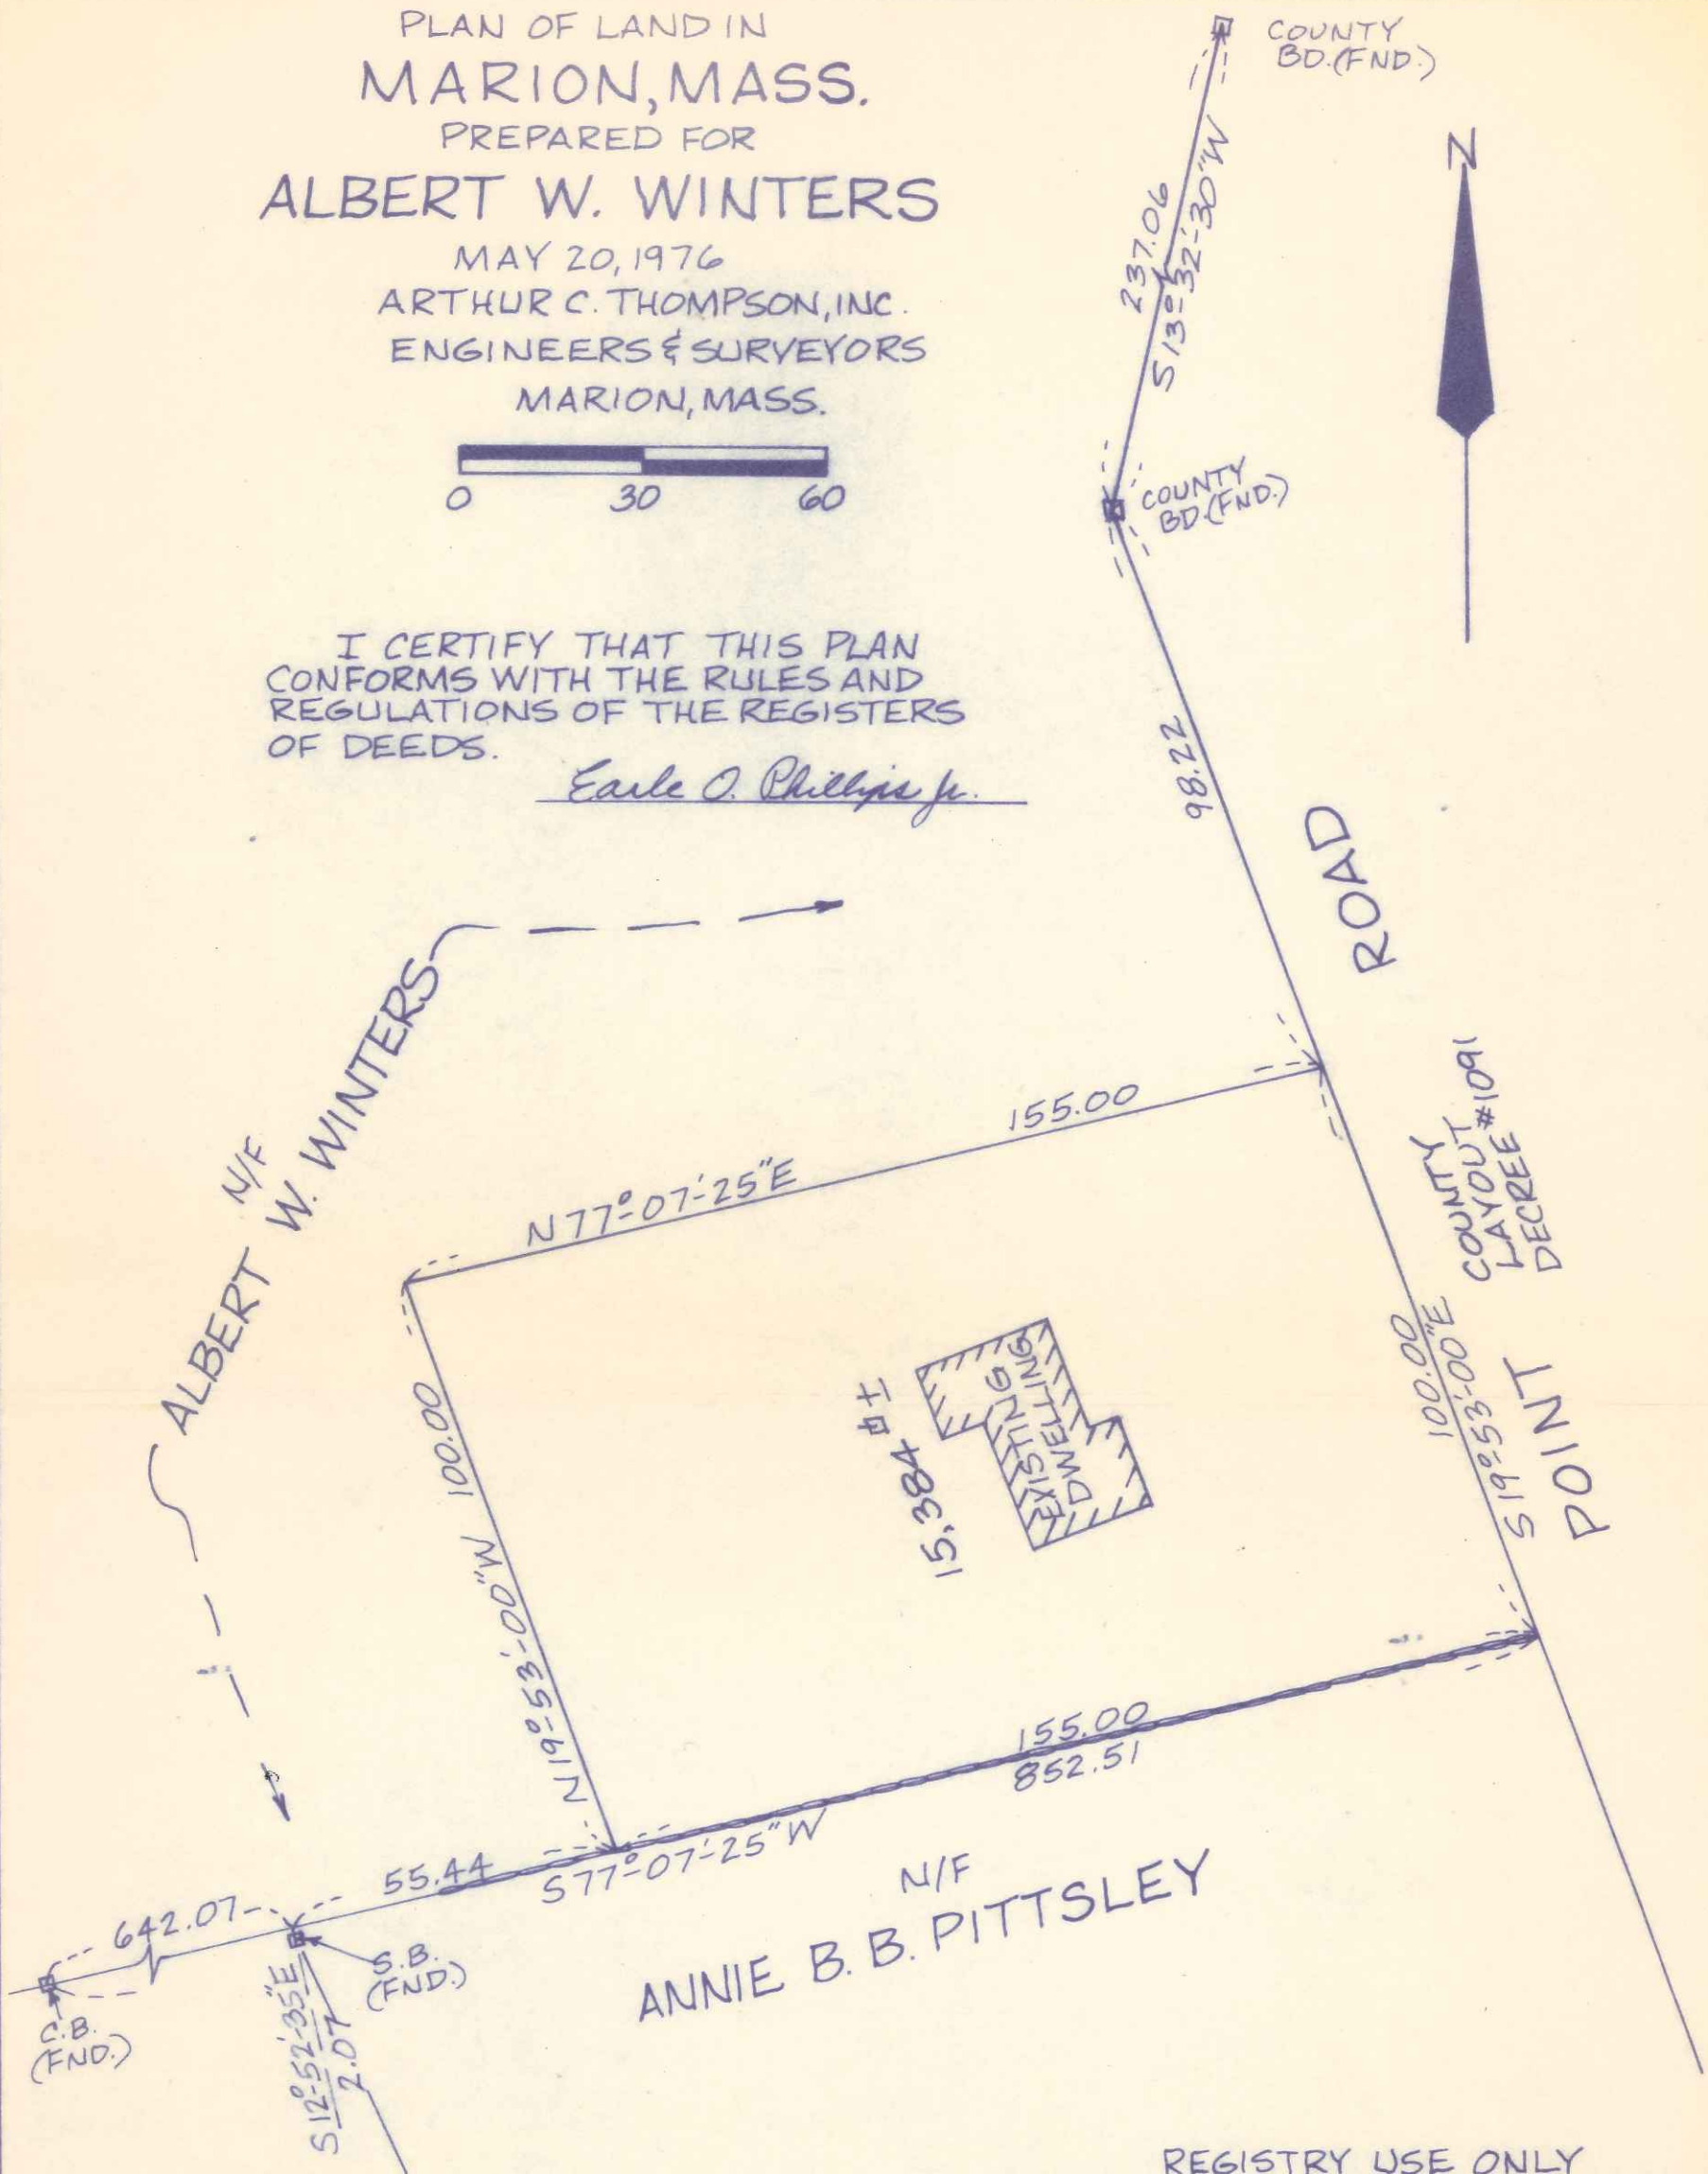 PLAN OF LAND IN
MARION, MASS.
PREPARED FOR
ALBERT W. WINTERS
MAY 20, 1976
ARTHUR C. THOMPSON, INC.
ENGINEERS & SURVEYORS
MARION, MASS.
0 30 60
I CERTIFY THAT THIS PLAN
CONFORMS WITH THE RULES AND
REGULATIONS OF THE REGISTERS
OF DEEDS.
Earle O. Phillips Jr.
COUNTY
BD. (FND.)
N
237.06
S 13°-32'-30"W
COUNTY
BD. (FND.)
98.22
ROAD
N/F
ALBERT W. WINTERS
155.00
N 77°-07'-25"E
COUNTY
LAYOUT
DECREE #1091
100.00
S 19°-53'-00"E
POINT
EXISTING
DWELLING
15,384 ⏍ ±
100.00
N 19°-53'-00"W
155.00
852.51
S 77°-07'-25"W
55.44
642.07
N/F
ANNIE B. B. PITTSLEY
S.B.
(FND.)
C.B.
(FND.)
S 12°-52'-35"E
2.07
REGISTRY USE ONLY